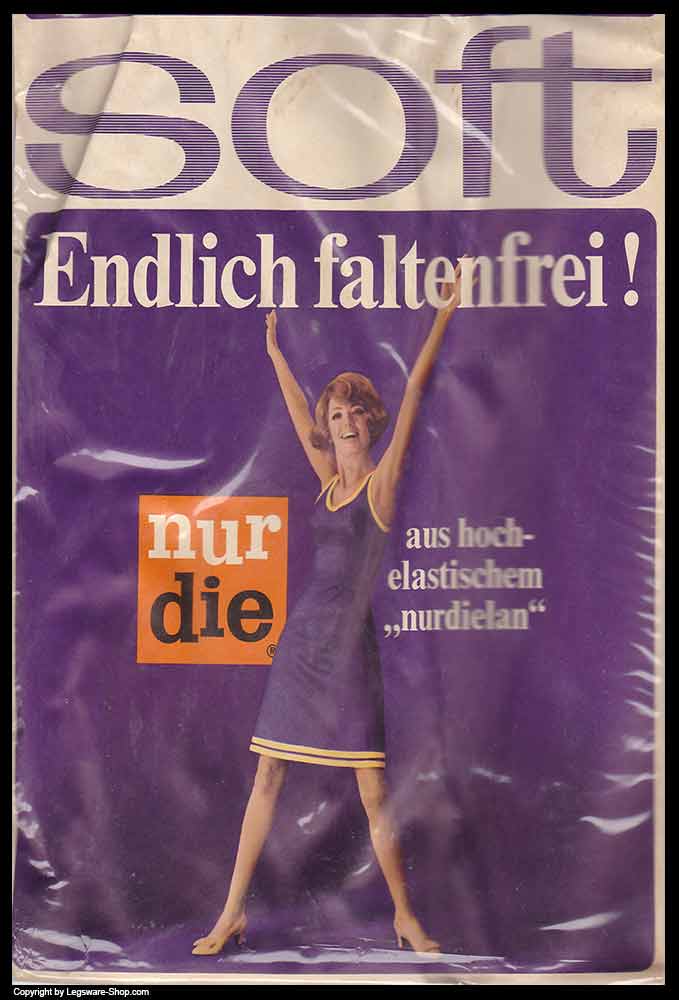 soft
Endlich faltenfrei!
nur
die
®
aus hoch-
elastischem
„nurdielan“
Copyright by Legsware-Shop.com